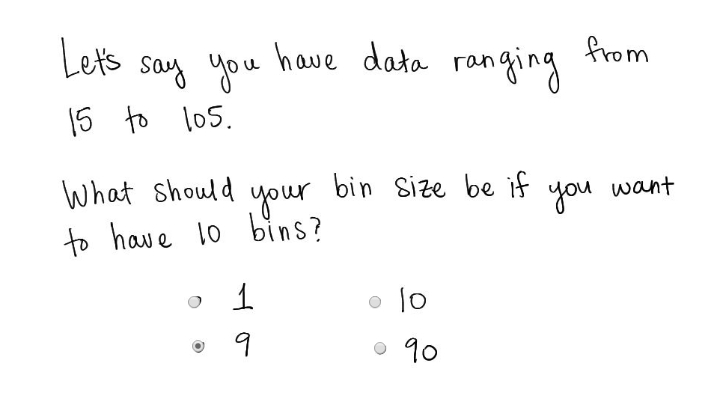 Let's say you have data ranging from
15 to 105.
What should your bin size be if you want
to have 10 bins?
1 10
9 90